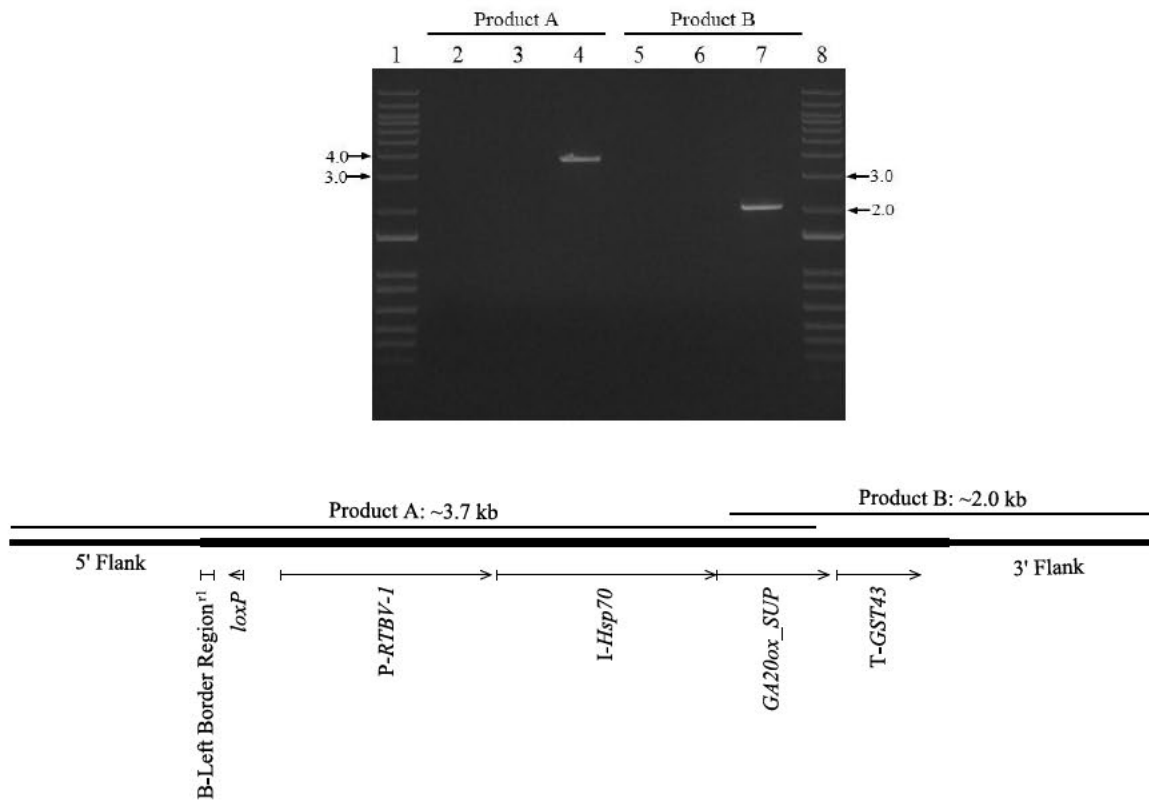 Product A Product B
1 2 3 4 5 6 7 8
4.0
3.0 3.0
2.0
Product A: ~3.7 kb
Product B: ~2.0 kb
5' Flank 3' Flank
B-Left Border Region^r1
loxP
P-RTBV-1
I-Hsp70
GA20ox_SUP
T-GST43